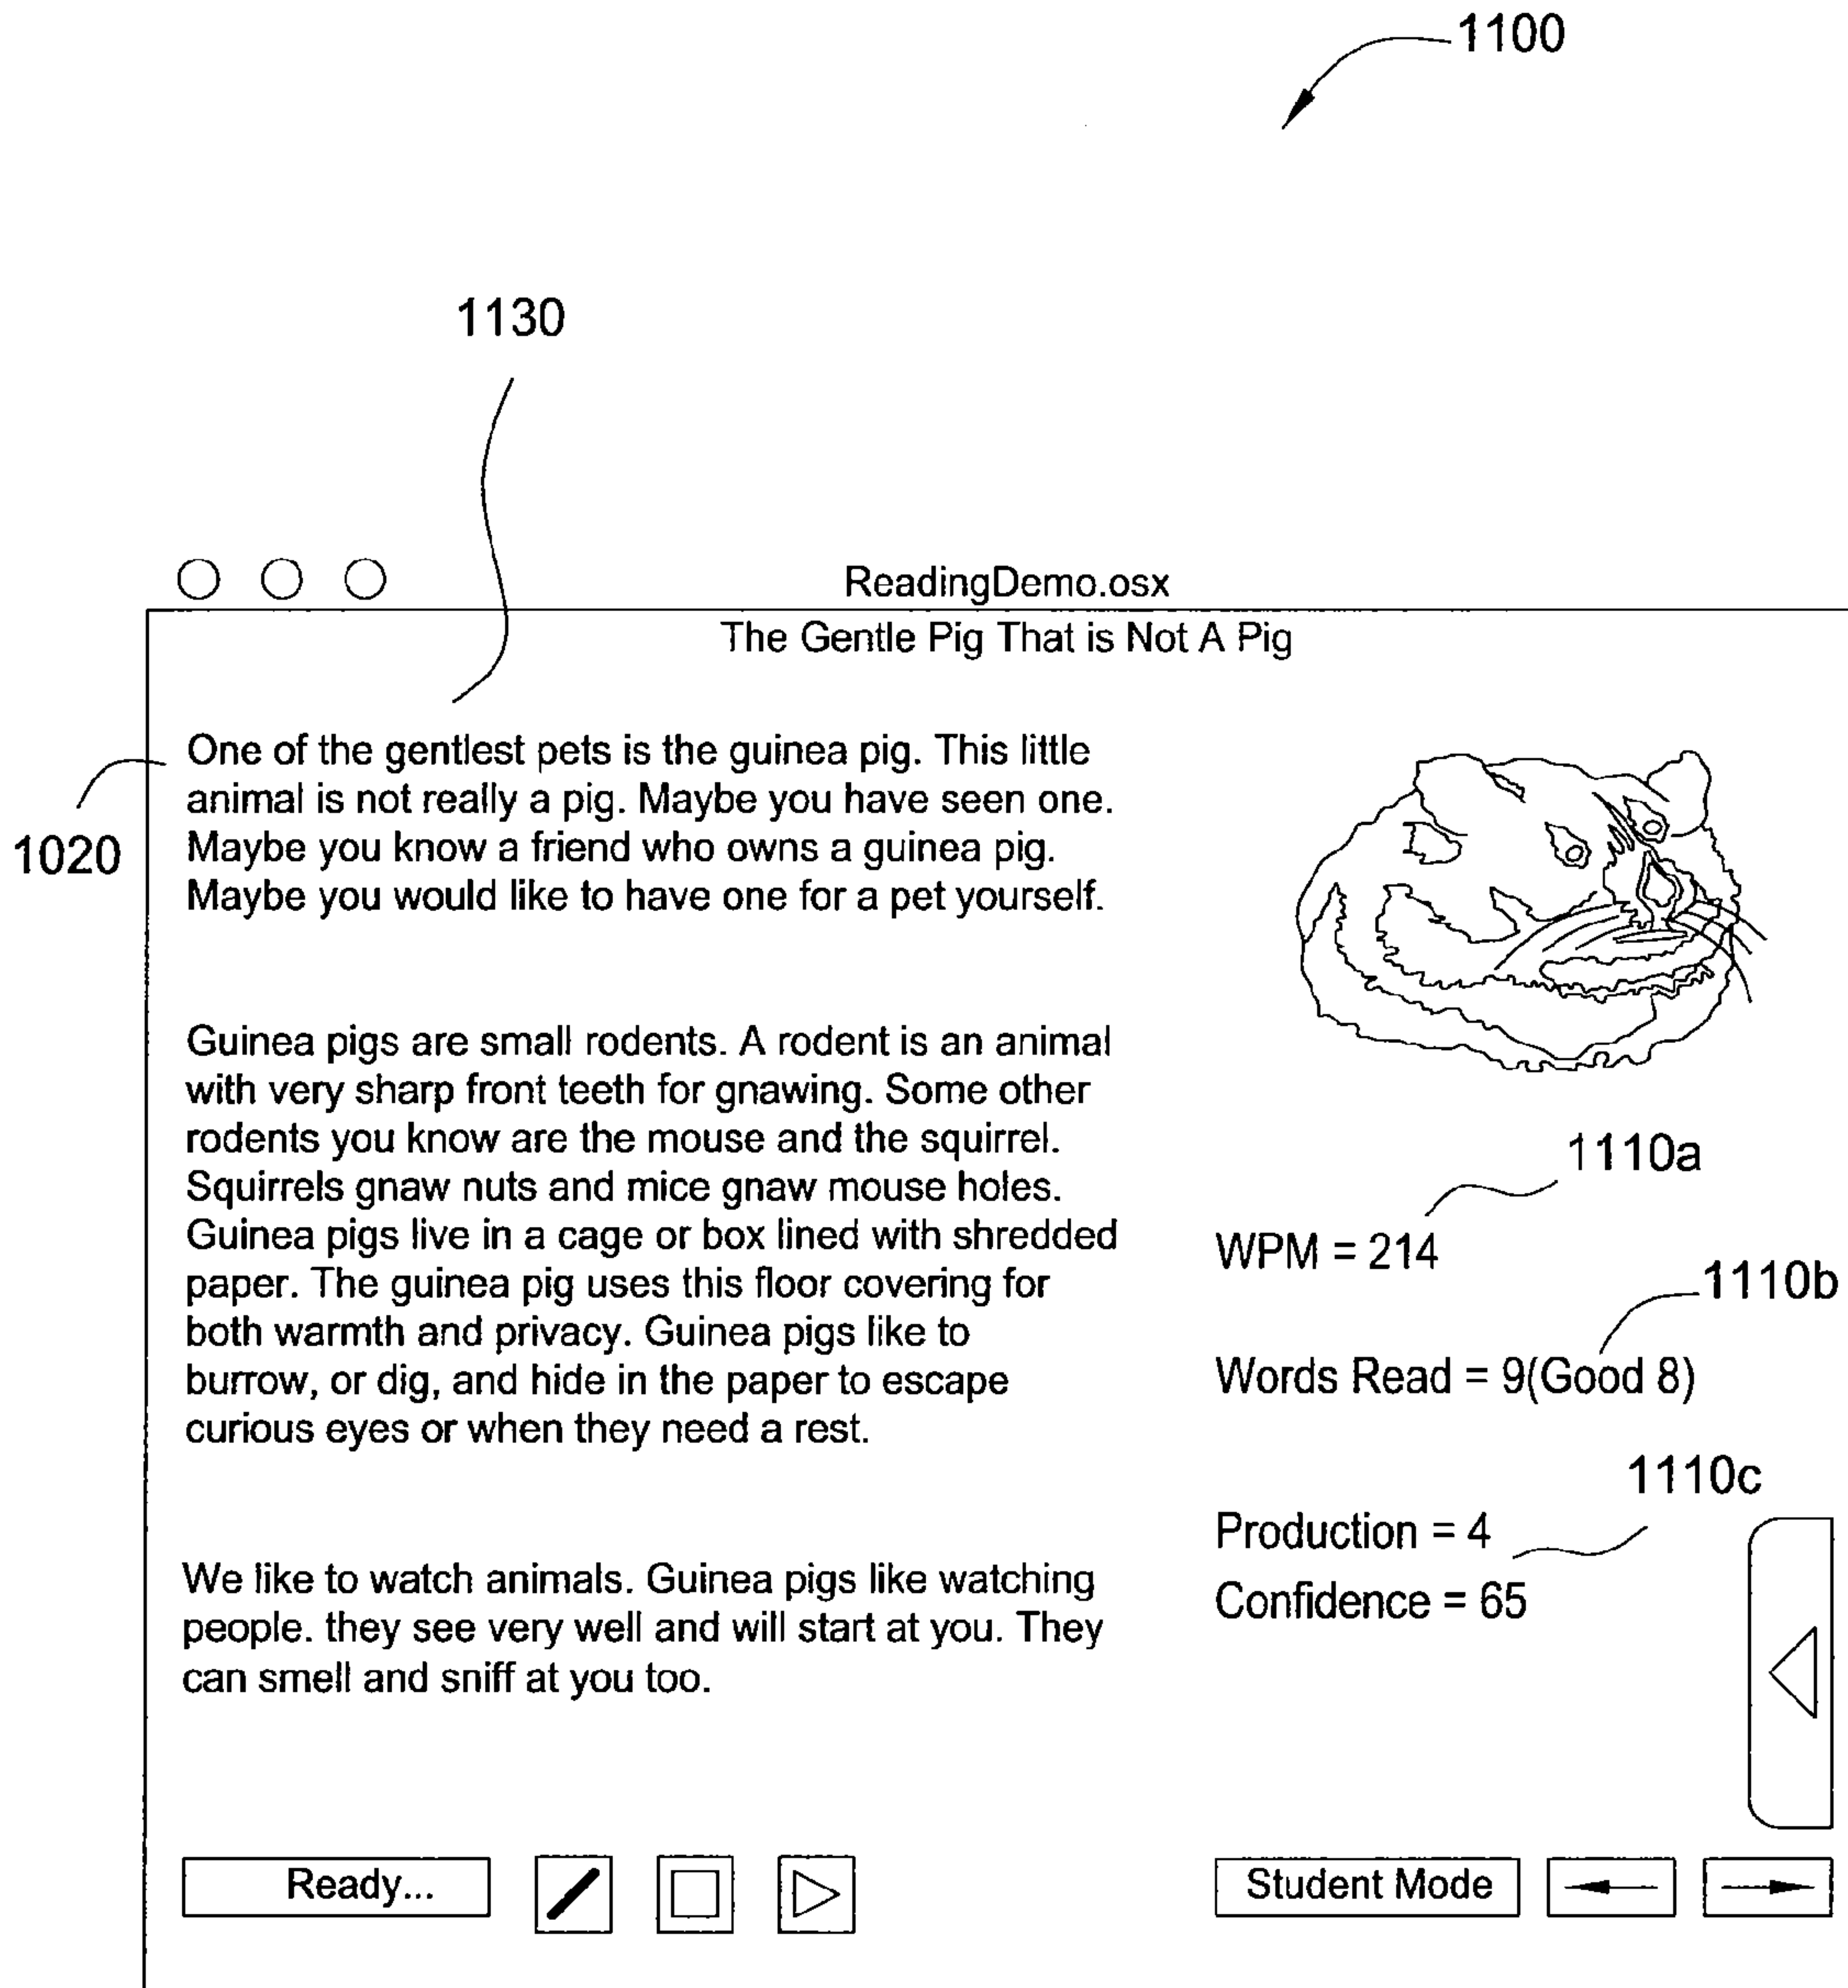 1100
1130
ReadingDemo.osx
The Gentle Pig That is Not A Pig
One of the gentlest pets is the guinea pig. This little
animal is not really a pig. Maybe you have seen one.
1020
Maybe you know a friend who owns a guinea pig.
Maybe you would like to have one for a pet yourself.
Guinea pigs are small rodents. A rodent is an animal
with very sharp front teeth for gnawing. Some other
rodents you know are the mouse and the squirrel.
Squirrels gnaw nuts and mice gnaw mouse holes.
Guinea pigs live in a cage or box lined with shredded
paper. The guinea pig uses this floor covering for
both warmth and privacy. Guinea pigs like to
burrow, or dig, and hide in the paper to escape
curious eyes or when they need a rest.
We like to watch animals. Guinea pigs like watching
people. they see very well and will start at you. They
can smell and sniff at you too.
1110a
WPM = 214
1110b
Words Read = 9(Good 8)
1110c
Production = 4
Confidence = 65
Ready...
Student Mode